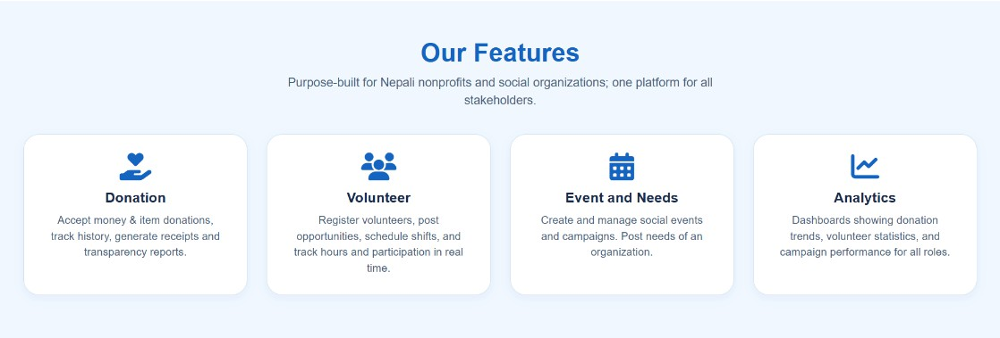 Our Features
Purpose-built for Nepali nonprofits and social organizations; one platform for all
stakeholders.
Donation
Accept money & item donations,
track history, generate receipts and
transparency reports.
Volunteer
Register volunteers, post
opportunities, schedule shifts, and
track hours and participation in real
time.
Event and Needs
Create and manage social events
and campaigns. Post needs of an
organization.
Analytics
Dashboards showing donation
trends, volunteer statistics, and
campaign performance for all roles.